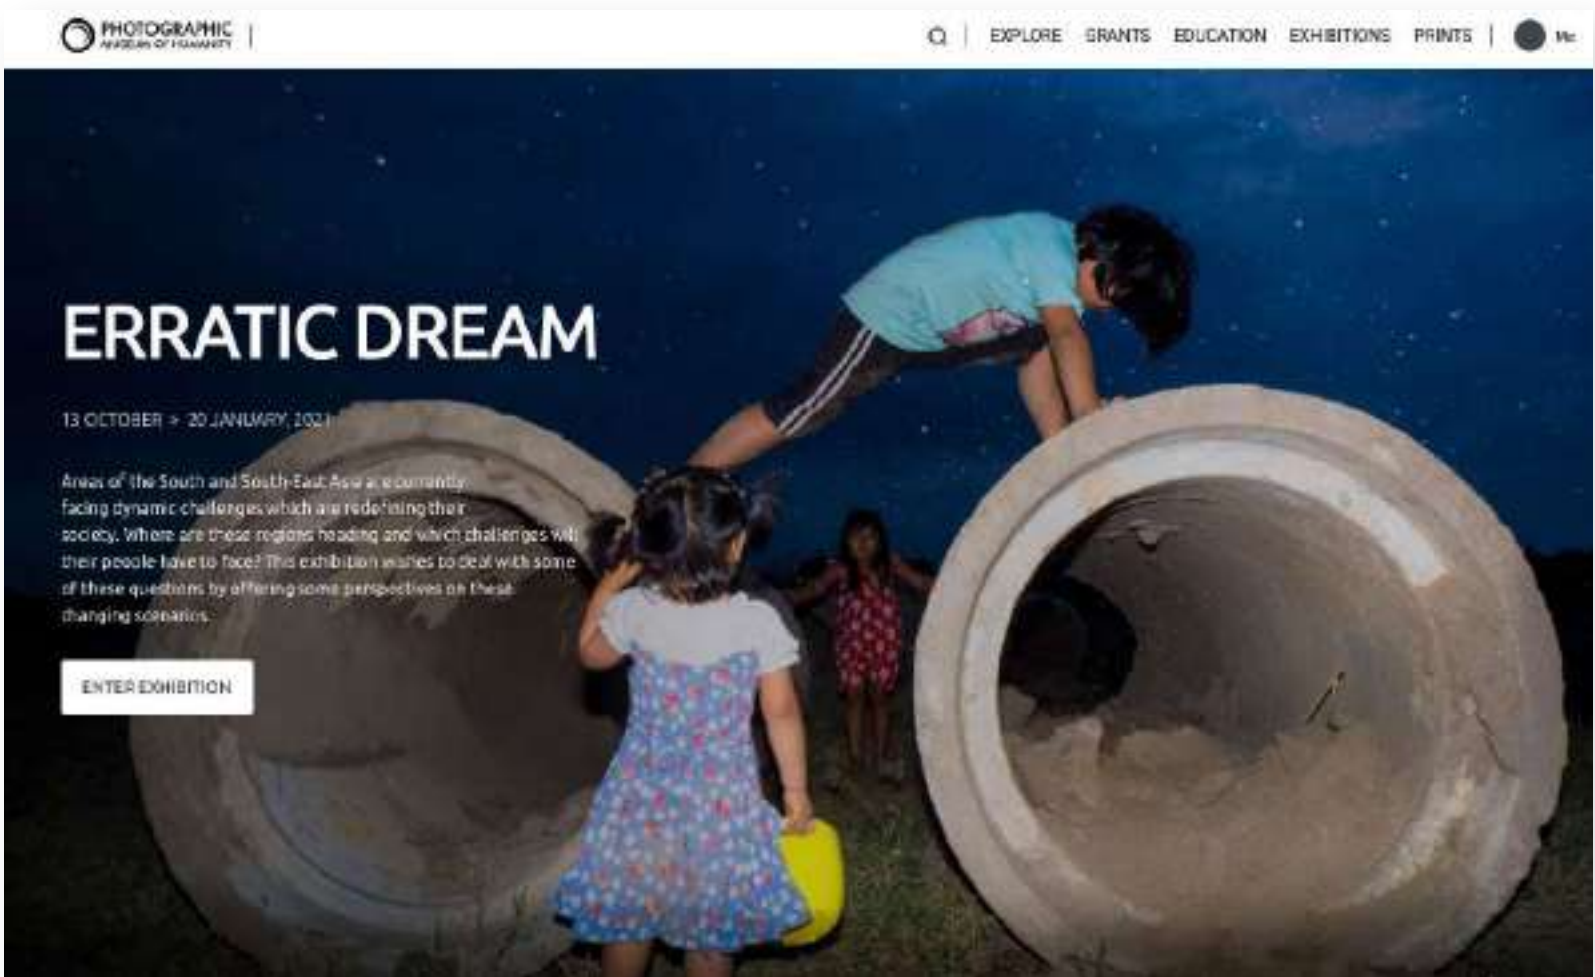 PHOTOGRAPHIC
MUSEUM OF HUMANITY
EXPLORE GRANTS EDUCATION EXHIBITIONS PRINTS
ERRATIC DREAM
13 OCTOBER > 20 JANUARY, 2021
Areas of the South and South-East Asia are currently
facing dynamic challenges which are redefining their
society. Where are these regions heading and which challenges will
their people have to face? This exhibition wishes to deal with some
of these questions by offering some perspectives on these
changing scenarios.
ENTER EXHIBITION